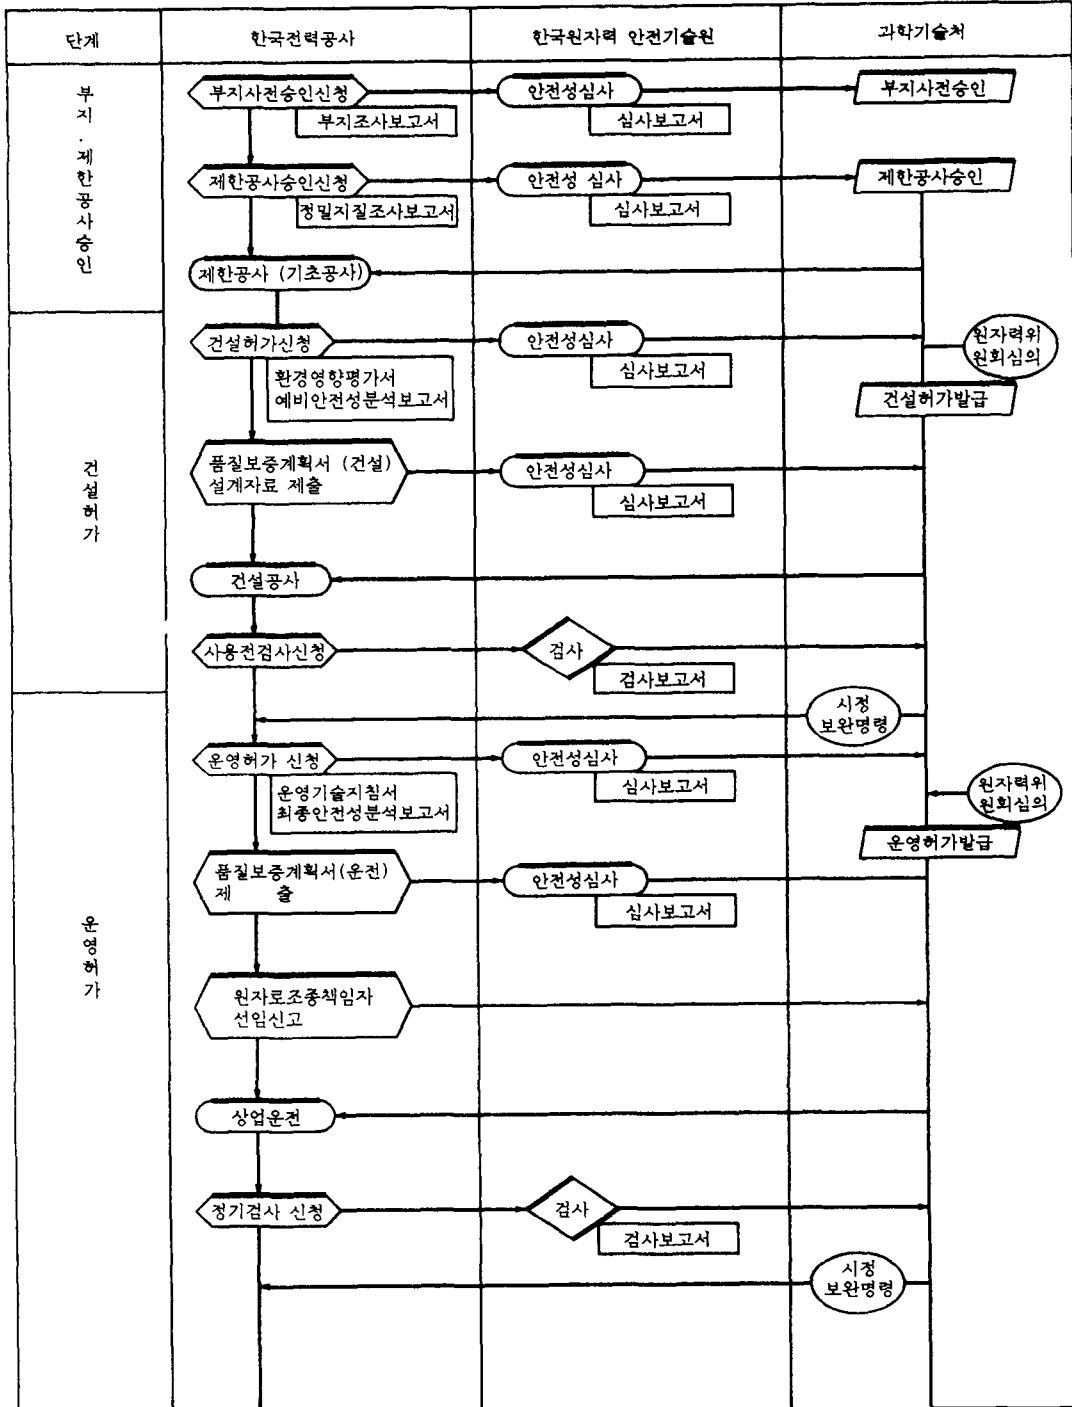 단계
한국전력공사
한국원자력 안전기술원
과학기술처
부지.제한공사승인
부지사전승인신청
안전성심사
부지사전승인
부지조사보고서
심사보고서
제한공사승인신청
안전성 심사
제한공사승인
정밀지질조사보고서
심사보고서
제한공사 (기초공사)
건설허가
건설허가신청
안전성심사
원자력위
원회심의
환경영향평가서
예비안전성분석보고서
심사보고서
건설허가발급
품질보증계획서 (건설)
설계자료 제출
안전성심사
심사보고서
건설공사
사용전검사신청
검사
검사보고서
시정
보완명령
운영허가
운영허가 신청
안전성심사
운영기술지침서
최종안전성분석보고서
심사보고서
원자력위
원회심의
운영허가발급
품질보증계획서(운전)
제 출
안전성심사
심사보고서
원자로조종책임자
선임신고
상업운전
정기검사 신청
검사
검사보고서
시정
보완명령